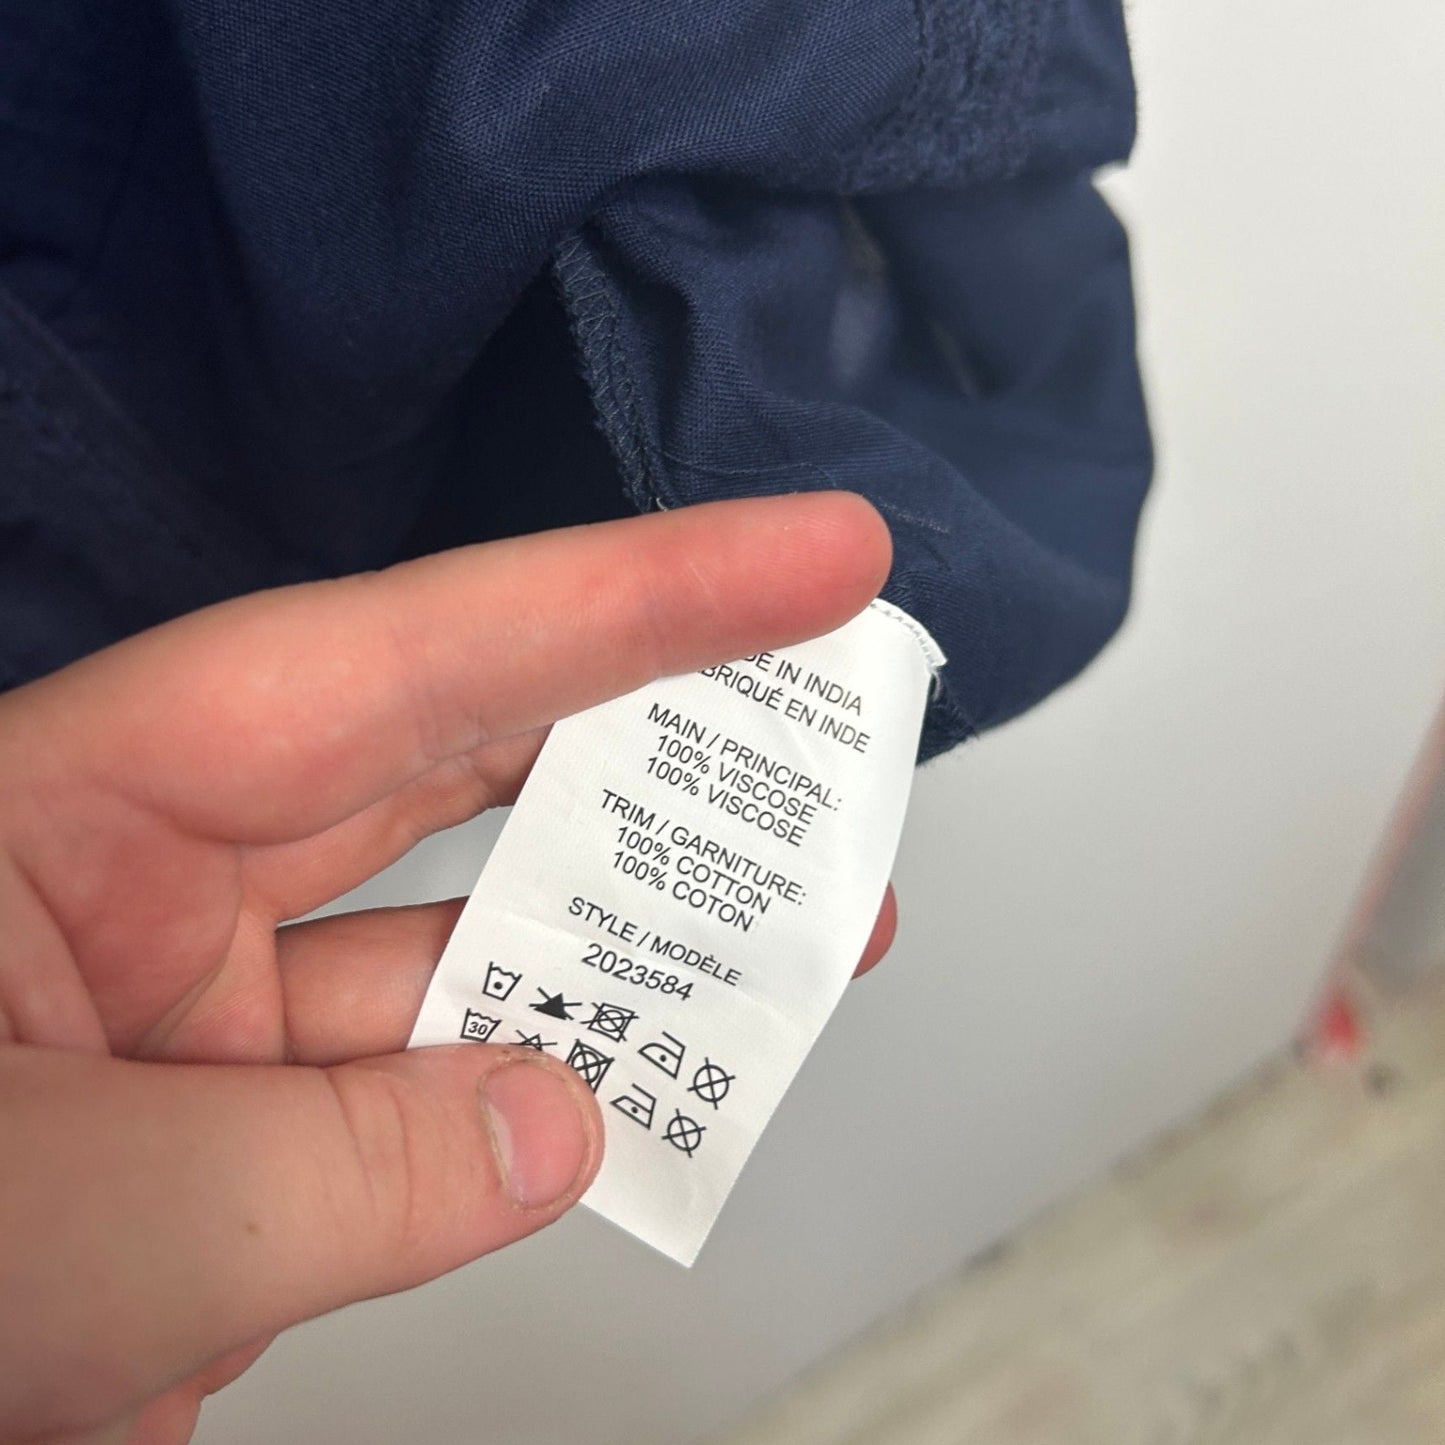 IN INDIA
EN INDE
MAIN / PRINCIPAL:
100% VISCOSE
100% VISCOSE
TRIM / GARNITURE:
100% COTTON
100% COTON
STYLE / MODÈLE
2023584
30